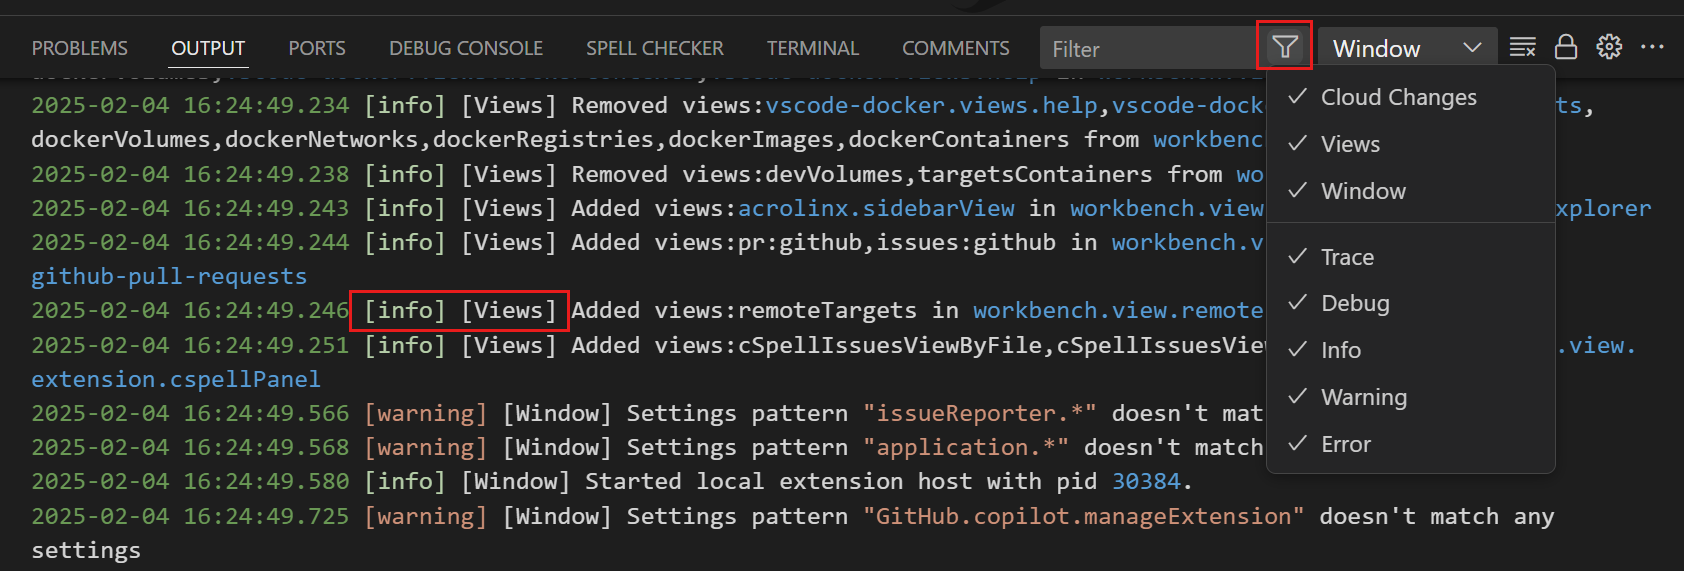 PROBLEMS OUTPUT PORTS DEBUG CONSOLE SPELL CHECKER TERMINAL COMMENTS Filter Window
2025-02-04 16:24:49.234 [info] [Views] Removed views:vscode-docker.views.help,vscode-dock ts,
dockerVolumes,dockerNetworks,dockerRegistries,dockerImages,dockerContainers from workbenc
2025-02-04 16:24:49.238 [info] [Views] Removed views:devVolumes,targetsContainers from wo
2025-02-04 16:24:49.243 [info] [Views] Added views:acrolinx.sidebarView in workbench.view xplorer
2025-02-04 16:24:49.244 [info] [Views] Added views:pr:github,issues:github in workbench.v
github-pull-requests
2025-02-04 16:24:49.246 [info] [Views] Added views:remoteTargets in workbench.view.remote
2025-02-04 16:24:49.251 [info] [Views] Added views:cSpellIssuesViewByFile,cSpellIssuesVie .view.
extension.cspellPanel
2025-02-04 16:24:49.566 [warning] [Window] Settings pattern "issueReporter.*" doesn't mat
2025-02-04 16:24:49.568 [warning] [Window] Settings pattern "application.*" doesn't match
2025-02-04 16:24:49.580 [info] [Window] Started local extension host with pid 30384.
2025-02-04 16:24:49.725 [warning] [Window] Settings pattern "GitHub.copilot.manageExtension" doesn't match any
settings
Cloud Changes
Views
Window
Trace
Debug
Info
Warning
Error